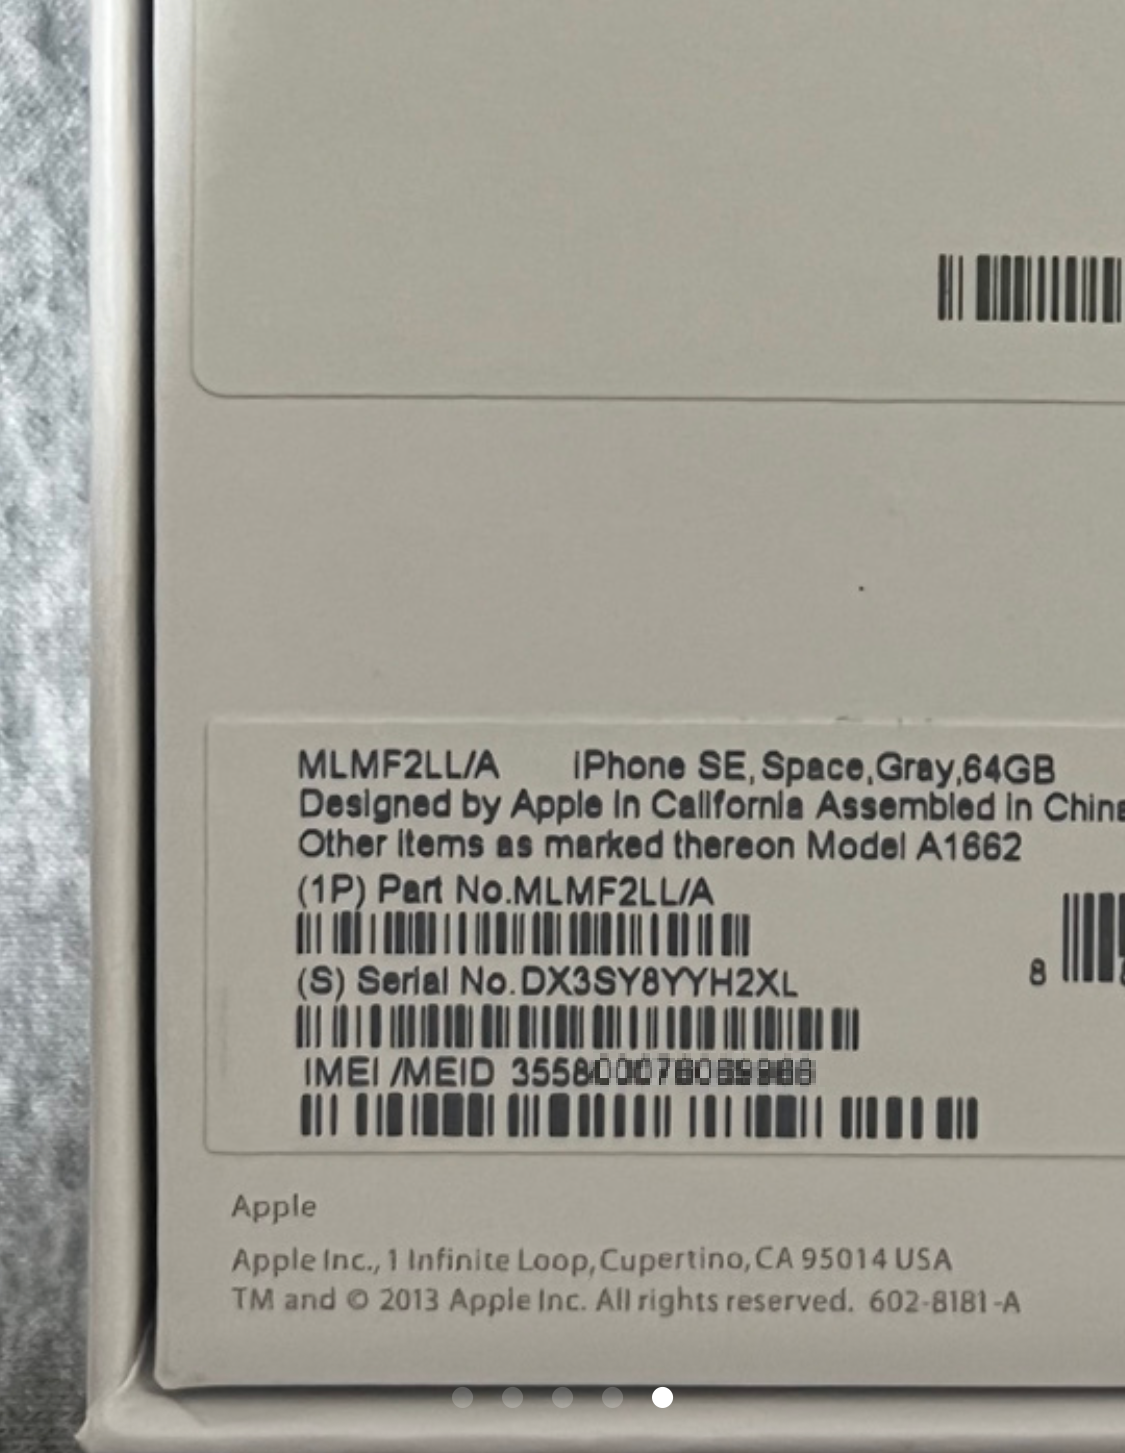 MLMF2LL/A iPhone SE, Space, Gray, 64GB
Designed by Apple in California Assembled in China
Other items as marked thereon Model A1662
(1P) Part No. MLMF2LL/A
(S) Serial No. DX3SY8YYH2XL
8
IMEI /MEID
Apple
Apple Inc., 1 Infinite Loop, Cupertino, CA 95014 USA
TM and © 2013 Apple Inc. All rights reserved. 602-8181-A